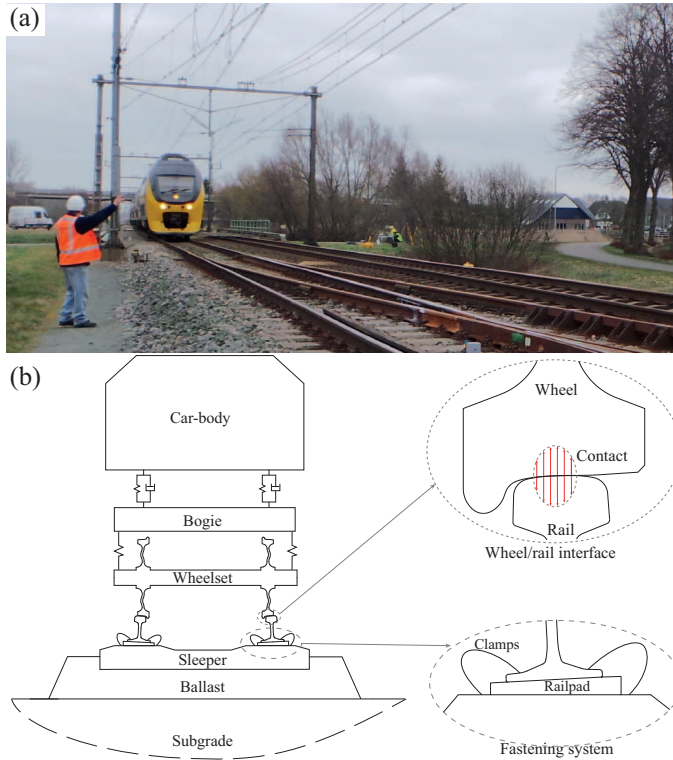 (a)
(b)
Car-body
Bogie
Wheelset
Sleeper
Ballast
Subgrade
Wheel
Contact
Rail
Wheel/rail interface
Clamps
Railpad
Fastening system